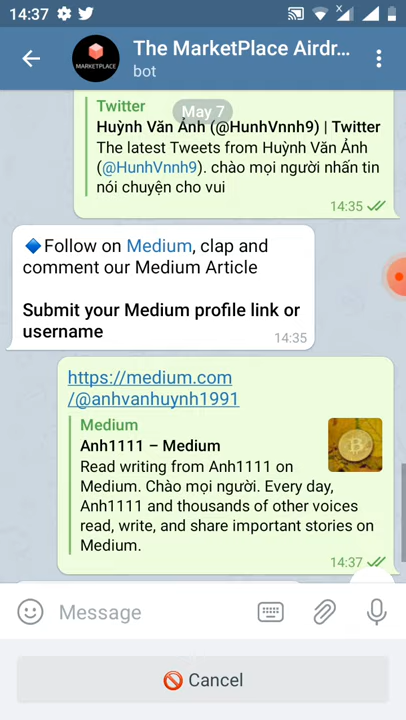 14:37
The MarketPlace Airdr...
bot
MARKETPLACE
May 7
Twitter
Huỳnh Văn Ảnh (@HunhVnnh9) | Twitter
The latest Tweets from Huỳnh Văn Ảnh
(@HunhVnnh9). chào mọi người nhấn tin
nói chuyện cho vui
14:35
Follow on Medium, clap and
comment our Medium Article
Submit your Medium profile link or
username
14:35
https://medium.com
/@anhvanhuynh1991
Medium
Anh1111 – Medium
Read writing from Anh1111 on
Medium. Chào mọi người. Every day,
Anh1111 and thousands of other voices
read, write, and share important stories on
Medium.
14:37
Message
Cancel